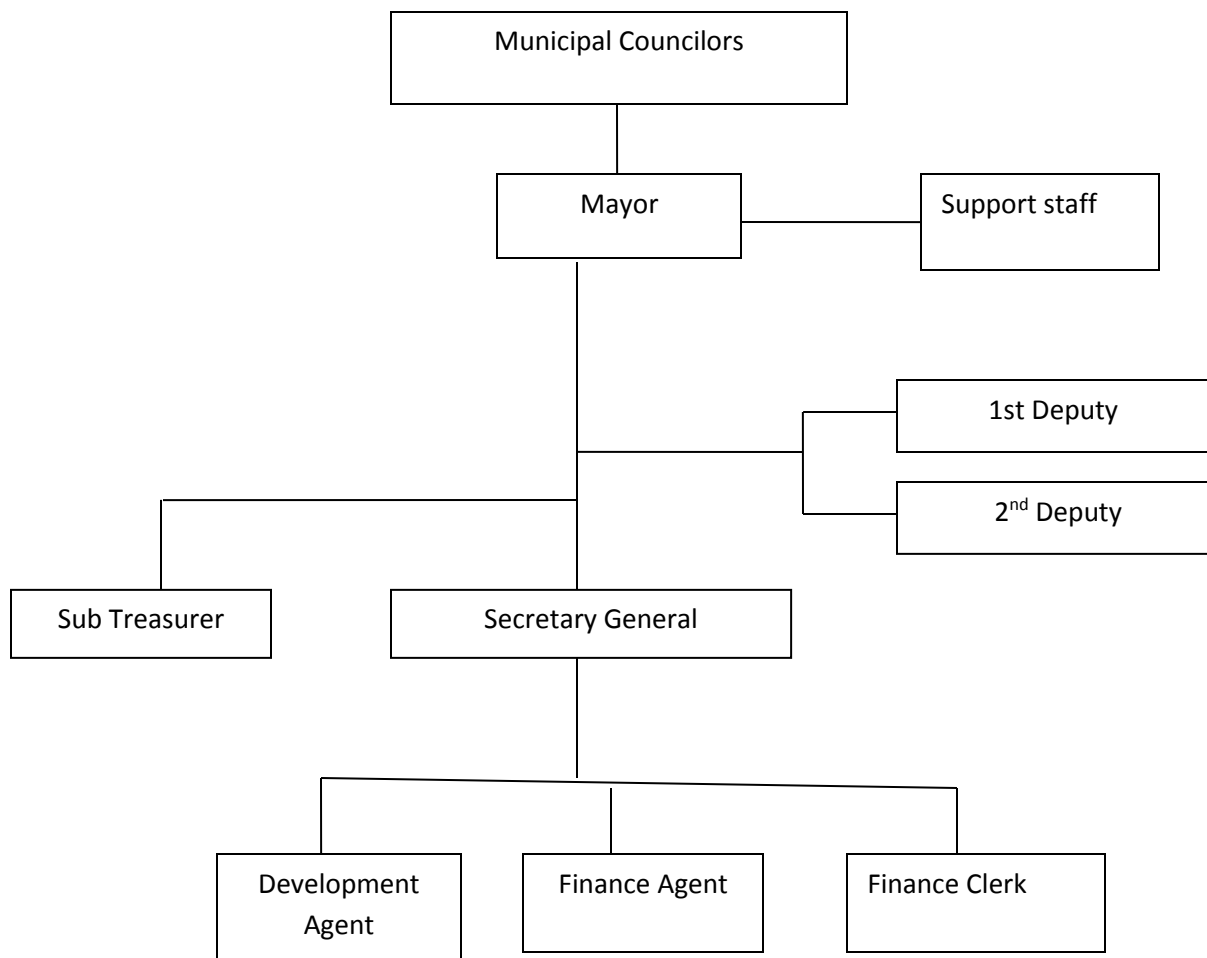 Municipal Councilors
Mayor
Support staff
1st Deputy
2nd Deputy
Sub Treasurer
Secretary General
Development
Agent
Finance Agent
Finance Clerk